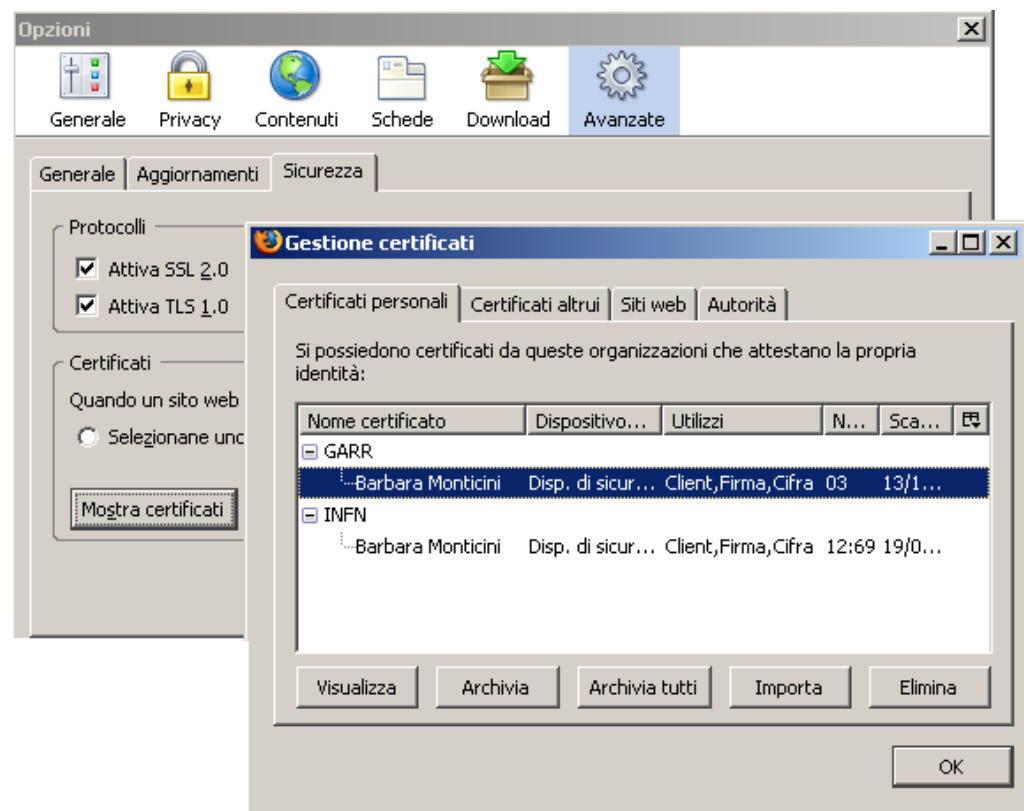 Opzioni
Generale Privacy Contenuti Schede Download Avanzate
Generale Aggiornamenti Sicurezza
Protocolli
Attiva SSL 2.0
Attiva TLS 1.0
Certificati
Quando un sito web
Selezionane unc
Mostra certificati
Gestione certificati
Certificati personali Certificati altrui Siti web Autorità
Si possiedono certificati da queste organizzazioni che attestano la propria
identità:
Nome certificato Dispositivo... Utilizzi N... Sca...
GARR
Barbara Monticini Disp. di sicur... Client,Firma,Cifra 03 13/1...
INFN
Barbara Monticini Disp. di sicur... Client,Firma,Cifra 12:69 19/0...
Visualizza Archivia Archivia tutti Importa Elimina
OK